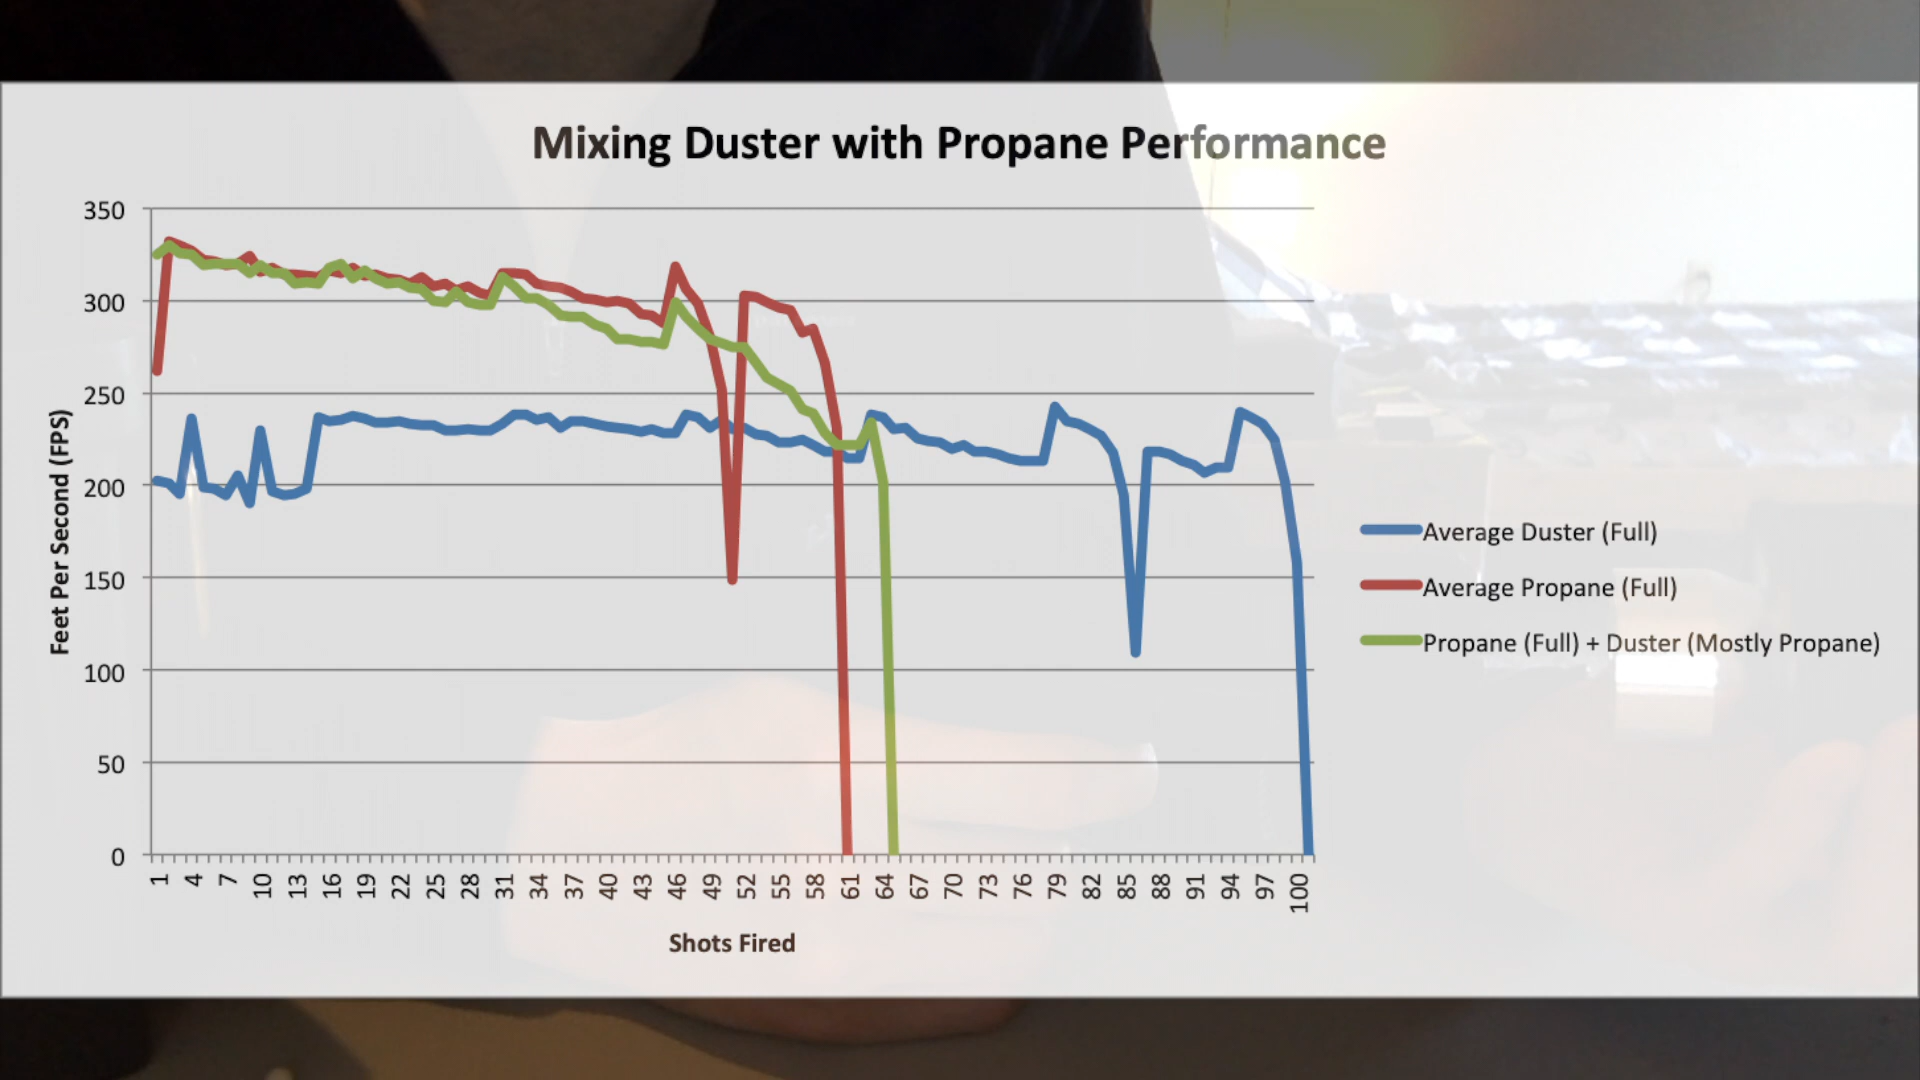 Mixing Duster with Propane Performance
350
300
250
200
150
100
50
0
Feet Per Second (FPS)
1 4 7 10 13 16 19 22 25 28 31 34 37 40 43 46 49 52 55 58 61 64 67 70 73 76 79 82 85 88 91 94 97 100
Shots Fired
Average Duster (Full)
Average Propane (Full)
Propane (Full) + Duster (Mostly Propane)